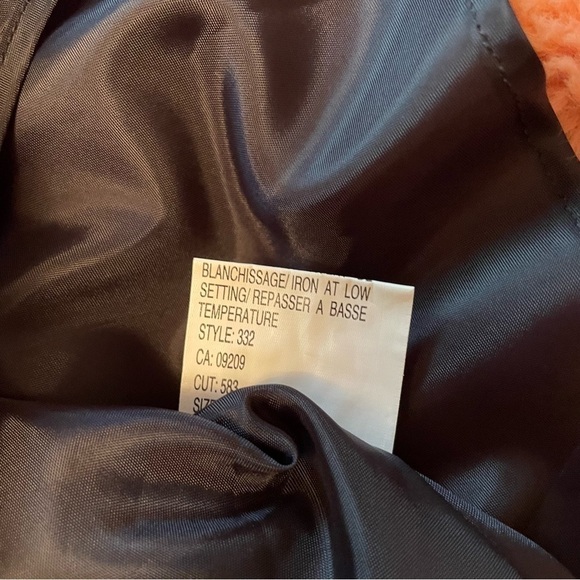 BLANCHISSAGE/IRON AT LOW
SETTING/REPASSER A BASSE
TEMPERATURE
STYLE: 332
CA: 09209
CUT: 583